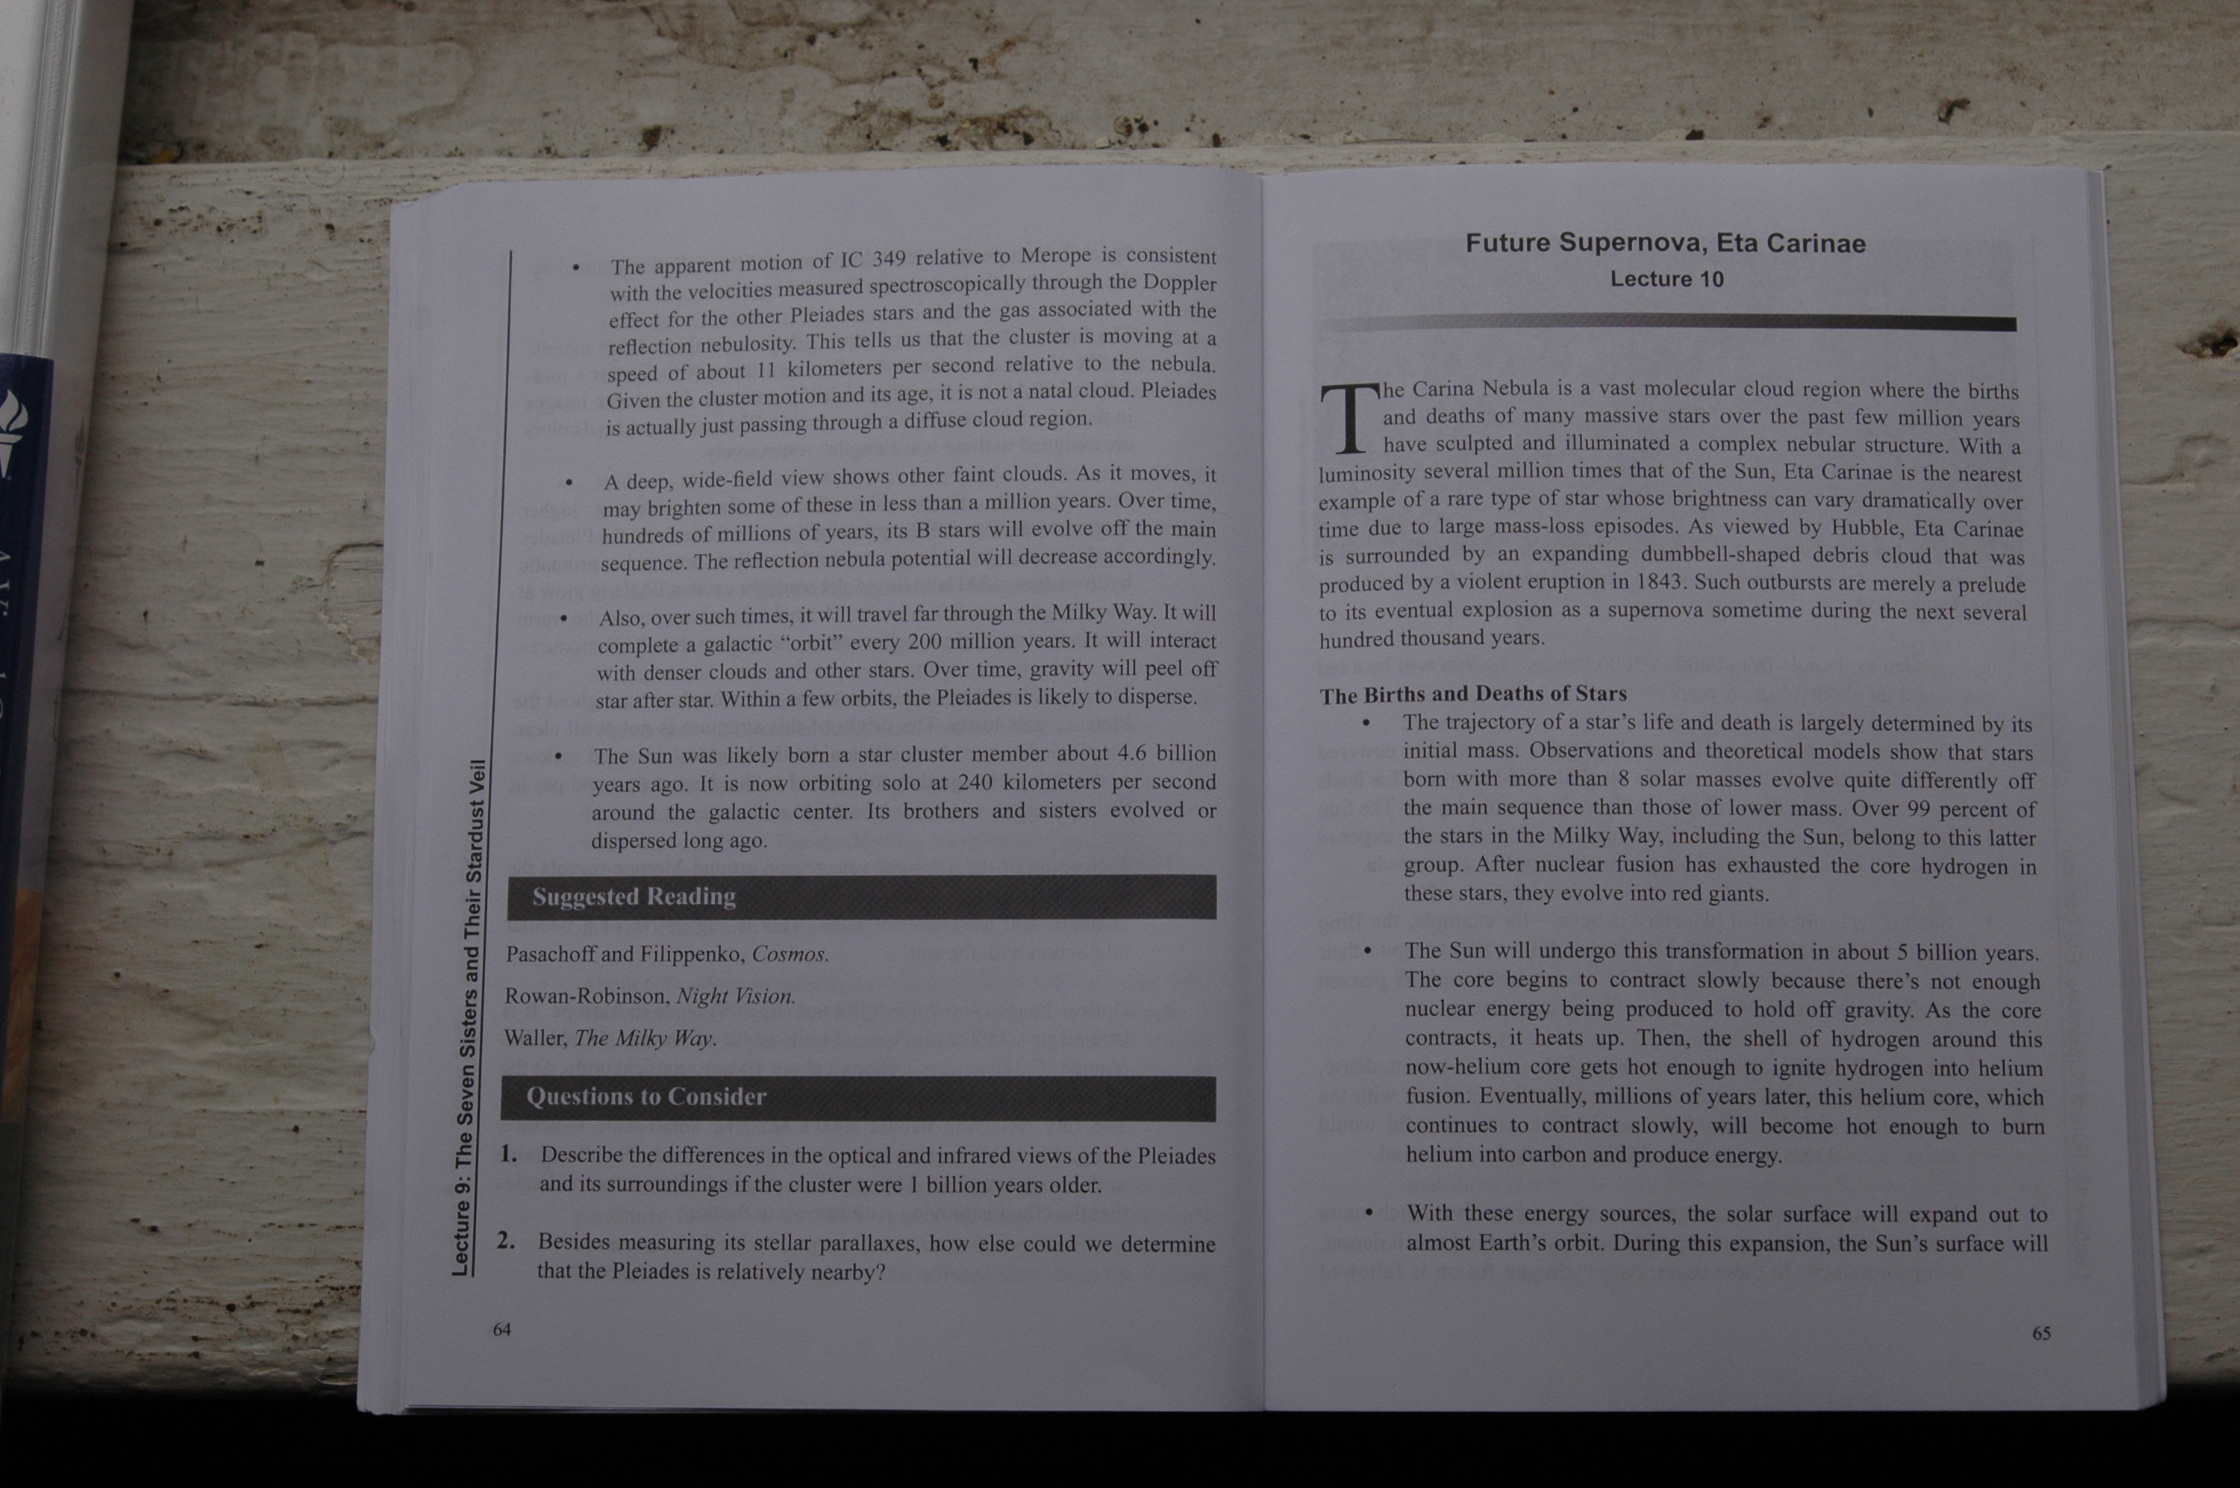 • The apparent motion of IC 349 relative to Merope is consistent
with the velocities measured spectroscopically through the Doppler
effect for the other Pleiades stars and the gas associated with the
reflection nebulosity. This tells us that the cluster is moving at a
speed of about 11 kilometers per second relative to the nebula.
Given the cluster motion and its age, it is not a natal cloud. Pleiades
is actually just passing through a diffuse cloud region.
• A deep, wide-field view shows other faint clouds. As it moves, it
may brighten some of these in less than a million years. Over time,
hundreds of millions of years, its B stars will evolve off the main
sequence. The reflection nebula potential will decrease accordingly.
• Also, over such times, it will travel far through the Milky Way. It will
complete a galactic “orbit” every 200 million years. It will interact
with denser clouds and other stars. Over time, gravity will peel off
star after star. Within a few orbits, the Pleiades is likely to disperse.
• The Sun was likely born a star cluster member about 4.6 billion
years ago. It is now orbiting solo at 240 kilometers per second
around the galactic center. Its brothers and sisters evolved or
dispersed long ago.
Suggested Reading
Pasachoff and Filippenko, Cosmos.
Rowan-Robinson, Night Vision.
Waller, The Milky Way.
Questions to Consider
1. Describe the differences in the optical and infrared views of the Pleiades
and its surroundings if the cluster were 1 billion years older.
2. Besides measuring its stellar parallaxes, how else could we determine
that the Pleiades is relatively nearby?
Lecture 9: The Seven Sisters and Their Stardust Veil
64
Future Supernova, Eta Carinae
Lecture 10
The Carina Nebula is a vast molecular cloud region where the births
and deaths of many massive stars over the past few million years
have sculpted and illuminated a complex nebular structure. With a
luminosity several million times that of the Sun, Eta Carinae is the nearest
example of a rare type of star whose brightness can vary dramatically over
time due to large mass-loss episodes. As viewed by Hubble, Eta Carinae
is surrounded by an expanding dumbbell-shaped debris cloud that was
produced by a violent eruption in 1843. Such outbursts are merely a prelude
to its eventual explosion as a supernova sometime during the next several
hundred thousand years.
The Births and Deaths of Stars
• The trajectory of a star’s life and death is largely determined by its
initial mass. Observations and theoretical models show that stars
born with more than 8 solar masses evolve quite differently off
the main sequence than those of lower mass. Over 99 percent of
the stars in the Milky Way, including the Sun, belong to this latter
group. After nuclear fusion has exhausted the core hydrogen in
these stars, they evolve into red giants.
• The Sun will undergo this transformation in about 5 billion years.
The core begins to contract slowly because there’s not enough
nuclear energy being produced to hold off gravity. As the core
contracts, it heats up. Then, the shell of hydrogen around this
now-helium core gets hot enough to ignite hydrogen into helium
fusion. Eventually, millions of years later, this helium core, which
continues to contract slowly, will become hot enough to burn
helium into carbon and produce energy.
• With these energy sources, the solar surface will expand out to
almost Earth’s orbit. During this expansion, the Sun’s surface will
65